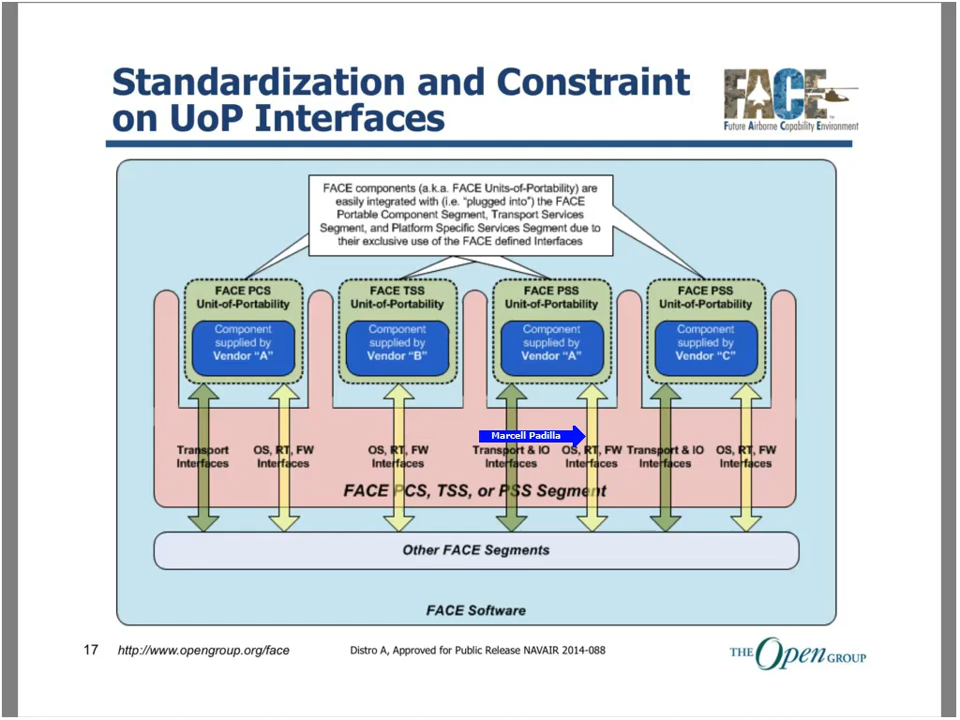 Standardization and Constraint
on UoP Interfaces
FACE™
Future Airborne Capability Environment
FACE components (a.k.a. FACE Units-of-Portability) are
easily integrated with (i.e. “plugged into”) the FACE
Portable Component Segment, Transport Services
Segment, and Platform Specific Services Segment due to
their exclusive use of the FACE defined Interfaces
FACE PCS
Unit-of-Portability
Component
supplied by
Vendor “A”
FACE TSS
Unit-of-Portability
Component
supplied by
Vendor “B”
FACE PSS
Unit-of-Portability
Component
supplied by
Vendor “A”
FACE PSS
Unit-of-Portability
Component
supplied by
Vendor “C”
Marcell Padilla
Transport
Interfaces
OS, RT, FW
Interfaces
OS, RT, FW
Interfaces
Transport & IO
Interfaces
OS, RT, FW
Interfaces
Transport & IO
Interfaces
OS, RT, FW
Interfaces
FACE PCS, TSS, or PSS Segment
Other FACE Segments
FACE Software
17 http://www.opengroup.org/face
Distro A, Approved for Public Release NAVAIR 2014-088
THE Open GROUP